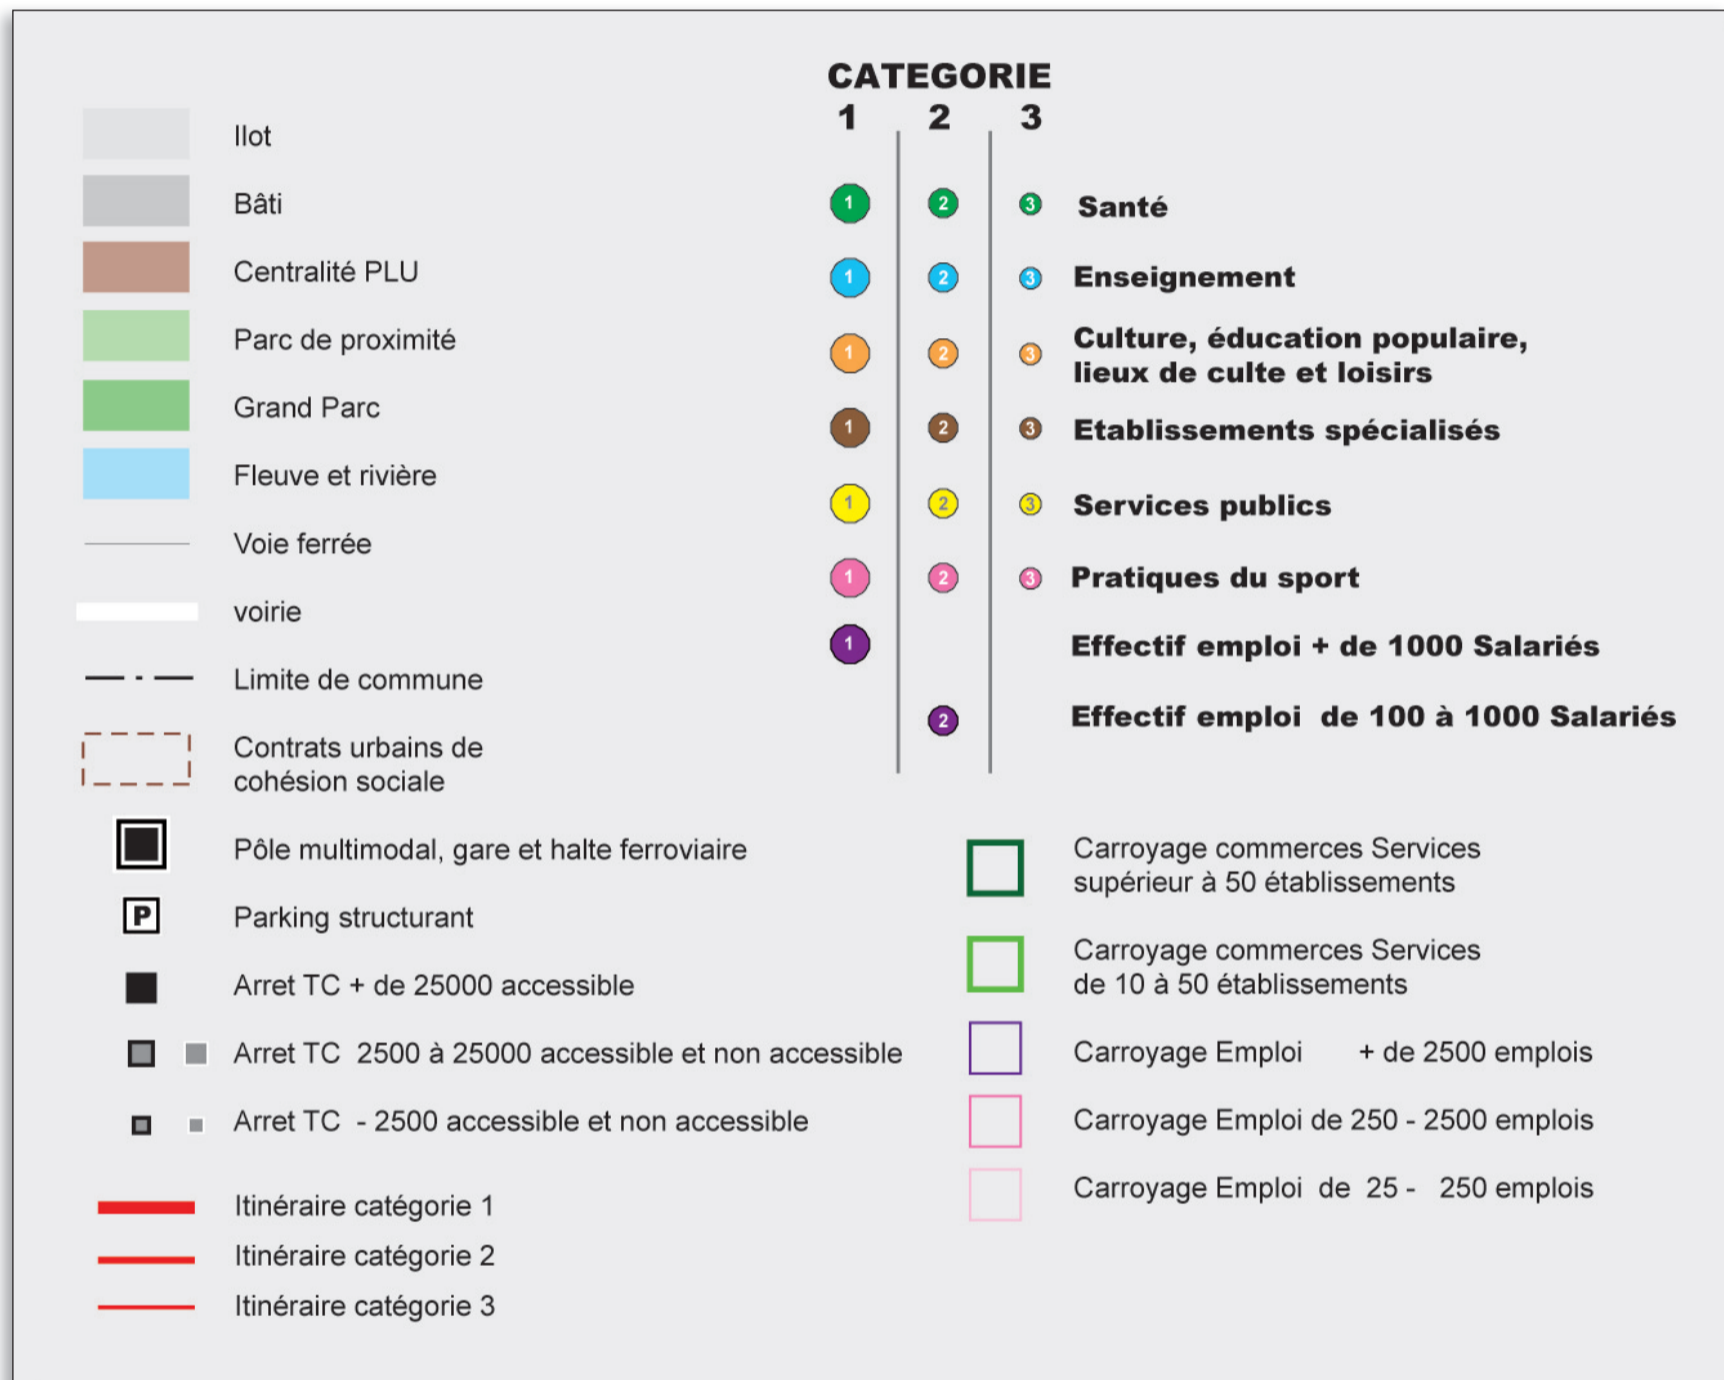 CATEGORIE
1 2 3
Ilot
Bâti
Centralité PLU
Parc de proximité
Grand Parc
Fleuve et rivière
Voie ferrée
voirie
Limite de commune
Contrats urbains de
cohésion sociale
Pôle multimodal, gare et halte ferroviaire
P Parking structurant
Arret TC + de 25000 accessible
Arret TC 2500 à 25000 accessible et non accessible
Arret TC - 2500 accessible et non accessible
Itinéraire catégorie 1
Itinéraire catégorie 2
Itinéraire catégorie 3
1 2 3 Santé
1 2 3 Enseignement
1 2 3 Culture, éducation populaire,
lieux de culte et loisirs
1 2 3 Etablissements spécialisés
1 2 3 Services publics
1 2 3 Pratiques du sport
1 Effectif emploi + de 1000 Salariés
2 Effectif emploi de 100 à 1000 Salariés
Carroyage commerces Services
supérieur à 50 établissements
Carroyage commerces Services
de 10 à 50 établissements
Carroyage Emploi + de 2500 emplois
Carroyage Emploi de 250 - 2500 emplois
Carroyage Emploi de 25 - 250 emplois